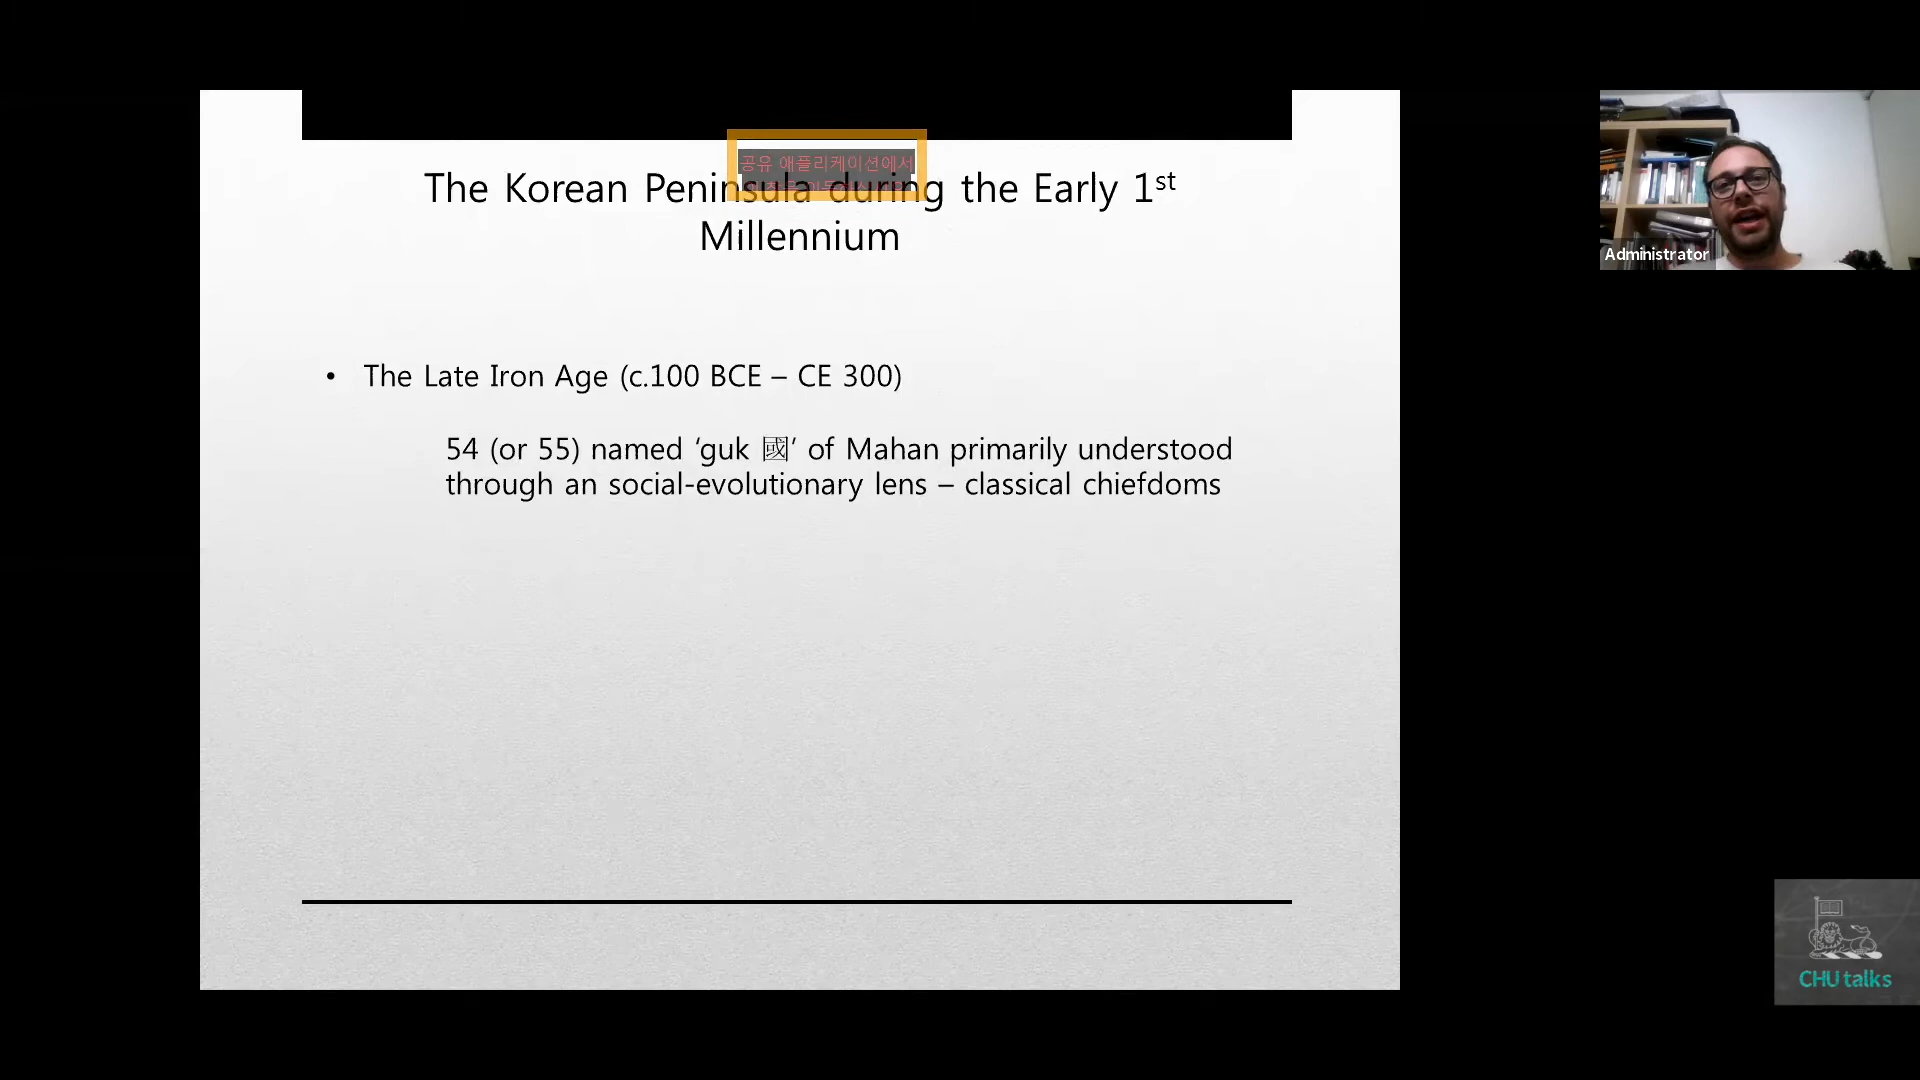 공유 애플리케이션에서
The Korean Peninsula during the Early 1st
Millennium
• The Late Iron Age (c.100 BCE – CE 300)
54 (or 55) named ‘guk 國’ of Mahan primarily understood
through an social-evolutionary lens – classical chiefdoms
Administrator
CHU talks